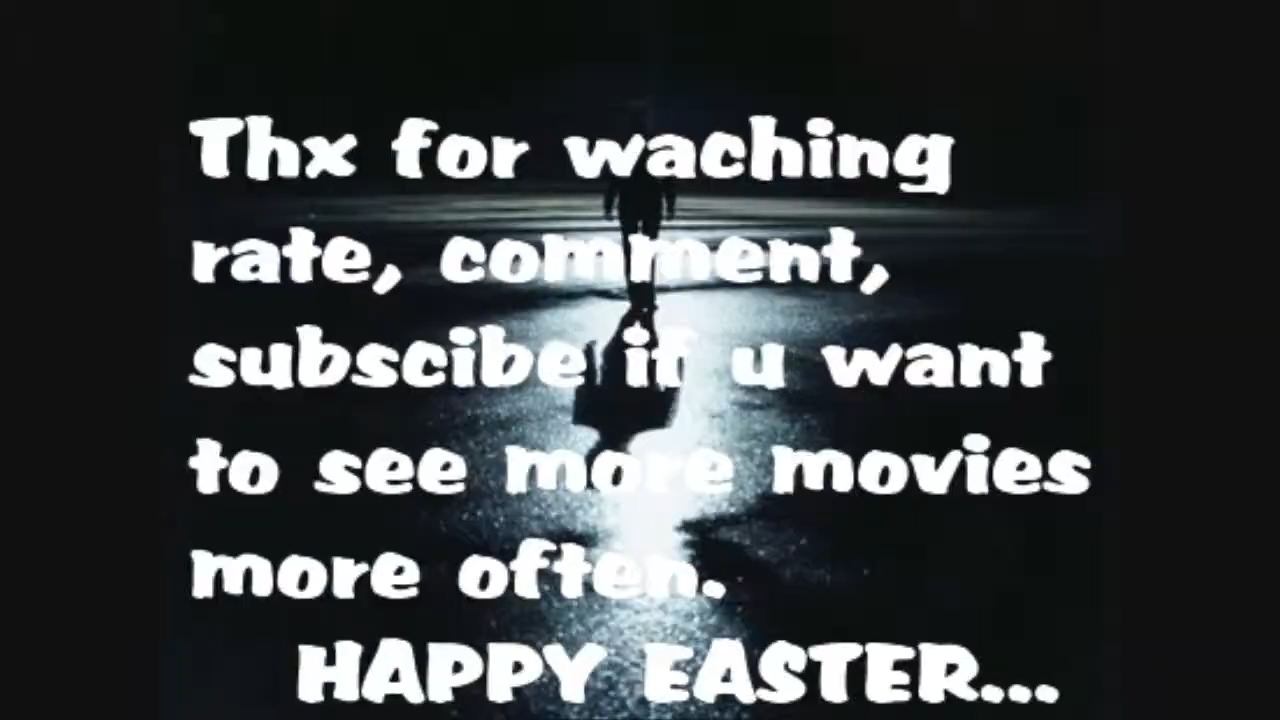 Thx for waching
rate, comment,
subscibe if u want
to see more movies
more often.
HAPPY EASTER...